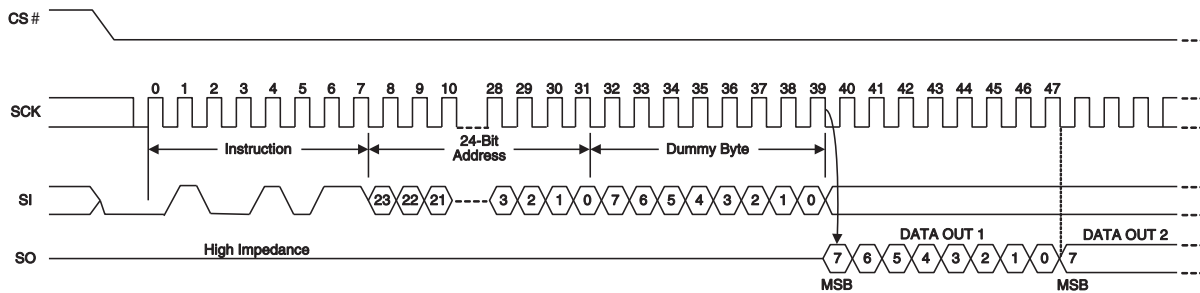 CS #
0 1 2 3 4 5 6 7 8 9 10 28 29 30 31 32 33 34 35 36 37 38 39 40 41 42 43 44 45 46 47
SCK
Instruction
24-Bit
Address
Dummy Byte
SI
23 22 21 3 2 1 0 7 6 5 4 3 2 1 0
High Impedance
DATA OUT 1
DATA OUT 2
SO
7 6 5 4 3 2 1 0 7
MSB
MSB